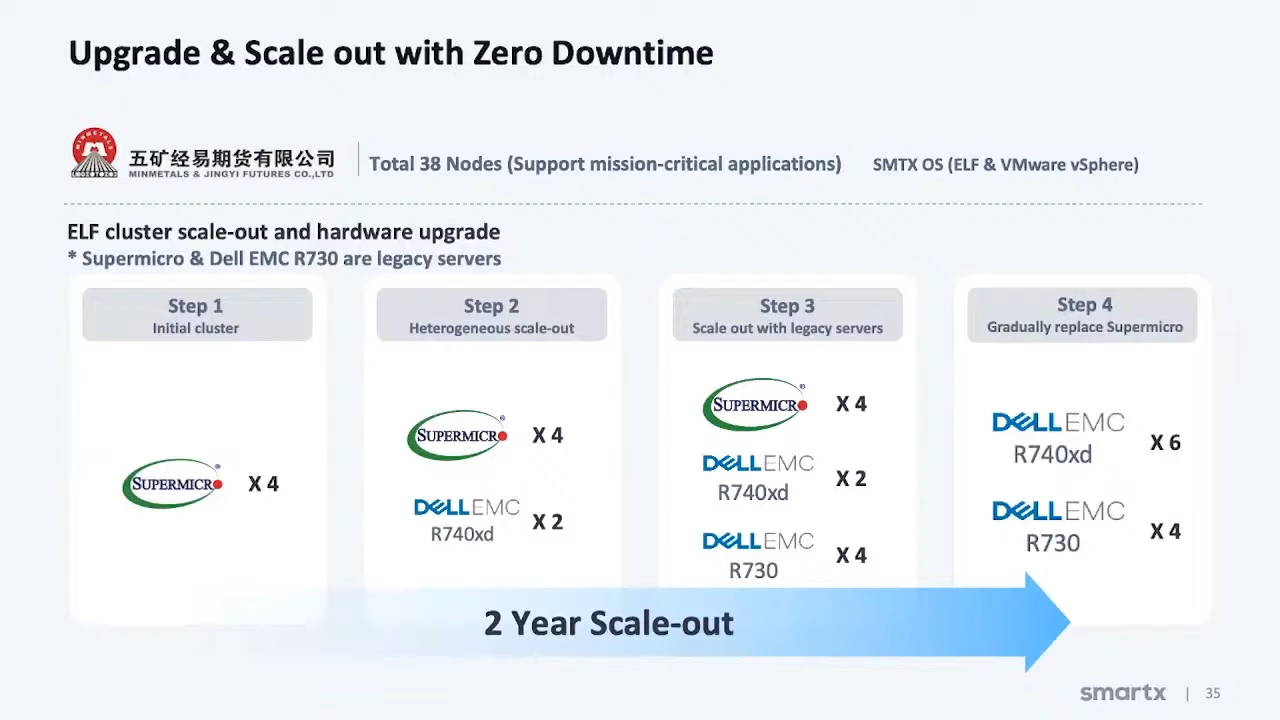 Upgrade & Scale out with Zero Downtime
五矿经易期货有限公司
MINMETALS & JINGYI FUTURES CO.,LTD
Total 38 Nodes (Support mission-critical applications)
SMTX OS (ELF & VMware vSphere)
ELF cluster scale-out and hardware upgrade
* Supermicro & Dell EMC R730 are legacy servers
Step 1
Initial cluster
SUPERMICRO® X 4
Step 2
Heterogeneous scale-out
SUPERMICRO® X 4
DELLEMC
R740xd
X 2
Step 3
Scale out with legacy servers
SUPERMICRO® X 4
DELLEMC
R740xd
X 2
DELLEMC
R730
X 4
Step 4
Gradually replace Supermicro
DELLEMC
R740xd
X 6
DELLEMC
R730
X 4
2 Year Scale-out
smartx | 35